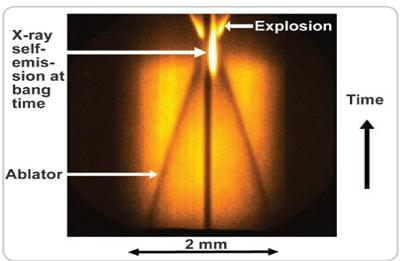 X-ray
self-
emis-
sion at
bang
time
Explosion
Time
Ablator
2 mm